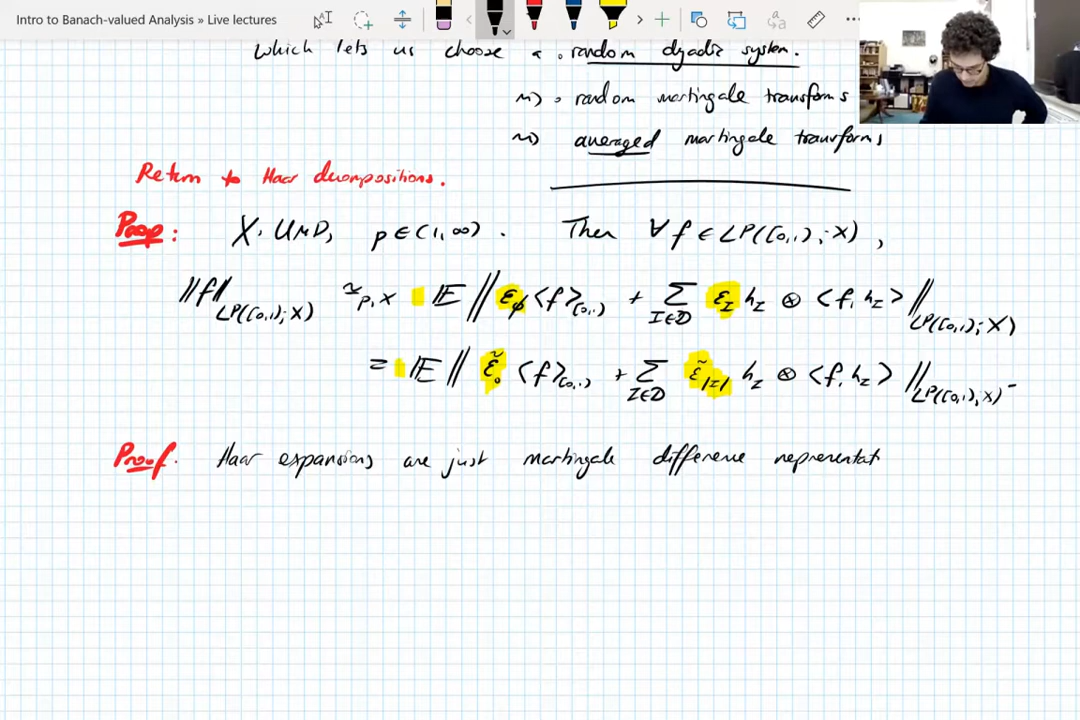 Intro to Banach-valued Analysis » Live lectures
which lets us choose a random dyadic system.
⇝ random martingale transforms
⇝ averaged martingale transforms
Return to Haar decompositions.
Prop: X UMD, p ∈ (1,∞). Then ∀ f ∈ L^p([0,1);X),
‖f‖_{L^p([0,1);X)} ≃_{p,X} 𝔼 ‖ ε_ϕ <f>_{[0,1)} + Σ_{I∈D} ε_I h_I ⊗ <f, h_I> ‖_{L^p([0,1);X)}
= 𝔼 ‖ ε̃_0 <f>_{[0,1)} + Σ_{I∈D} ε̃_{|I|} h_I ⊗ <f, h_I> ‖_{L^p([0,1);X)}.
Proof. Haar expansions are just martingale difference representat